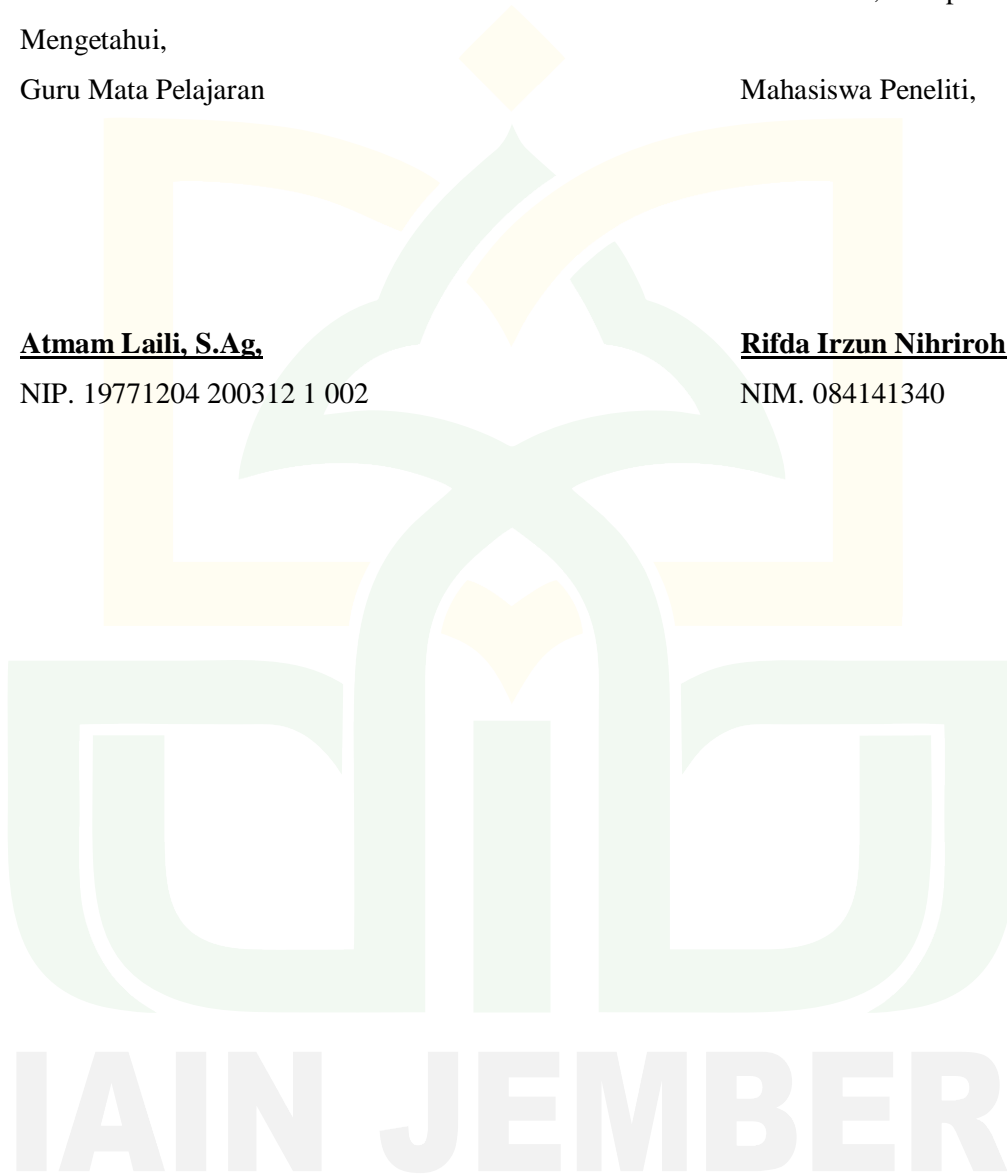 Mengetahui,
Guru Mata Pelajaran
Mahasiswa Peneliti,
Atmam Laili, S.Ag,
Rifda Irzun Nihriroh
NIP. 19771204 200312 1 002
NIM. 084141340
IAIN JEMBER